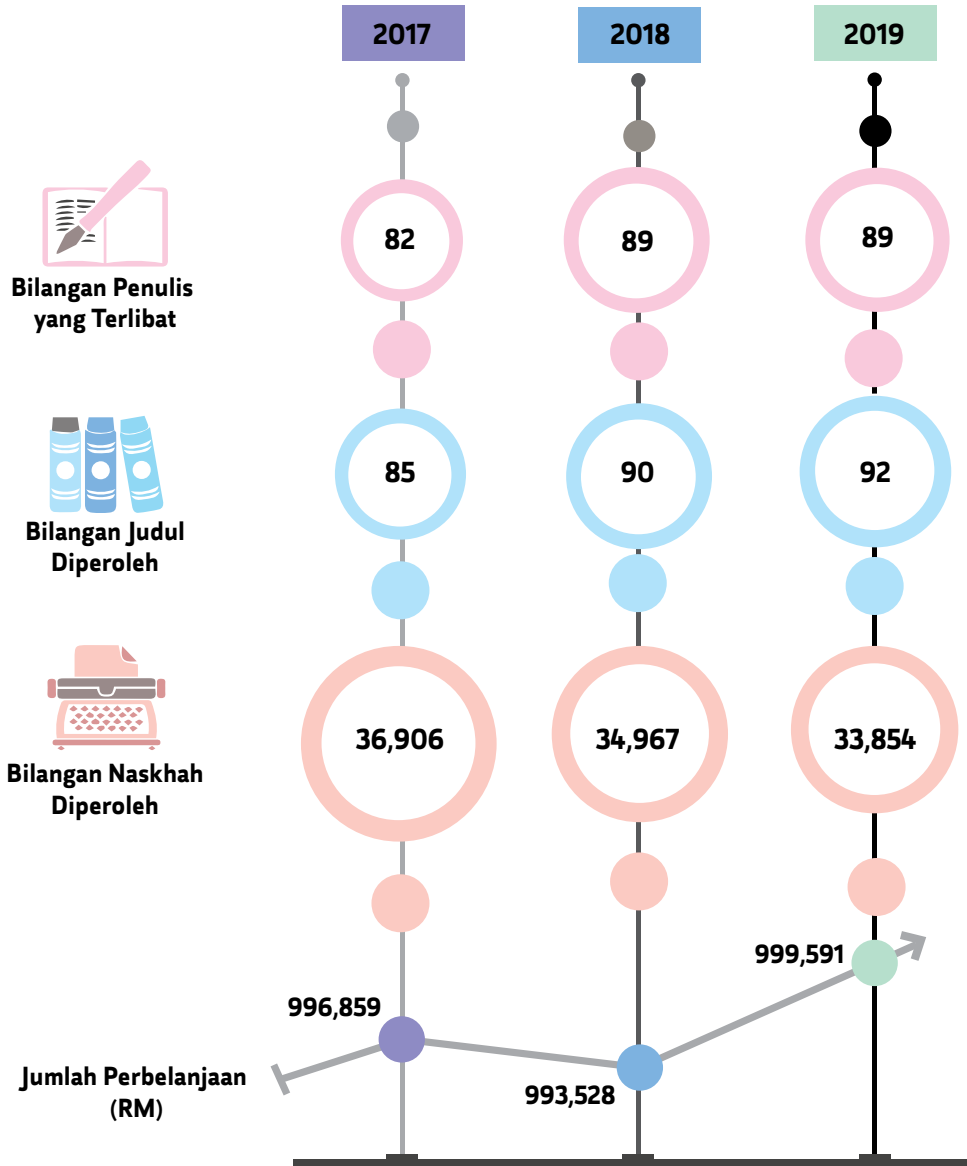 2017 2018 2019
82 89 89
Bilangan Penulis
yang Terlibat
85 90 92
Bilangan Judul
Diperoleh
36,906 34,967 33,854
Bilangan Naskhah
Diperoleh
999,591
996,859
Jumlah Perbelanjaan
(RM)
993,528